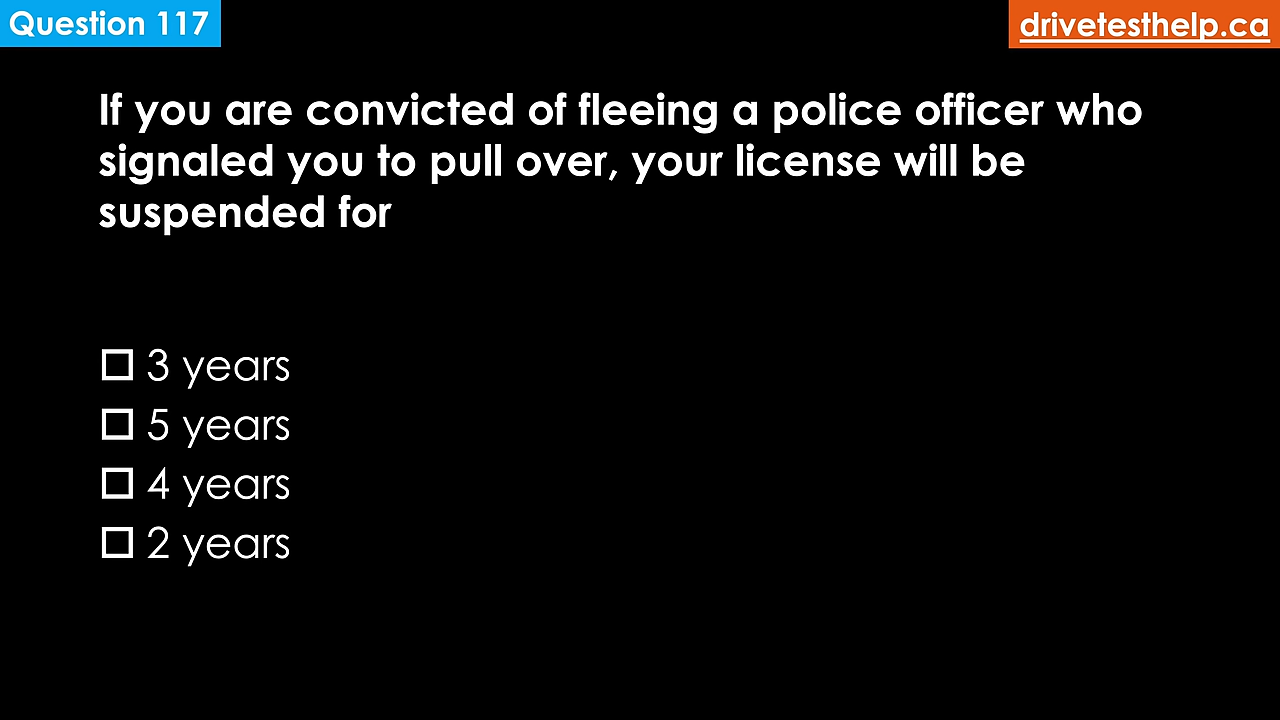 Question 117
drivetesthelp.ca
If you are convicted of fleeing a police officer who
signaled you to pull over, your license will be
suspended for
3 years
5 years
4 years
2 years